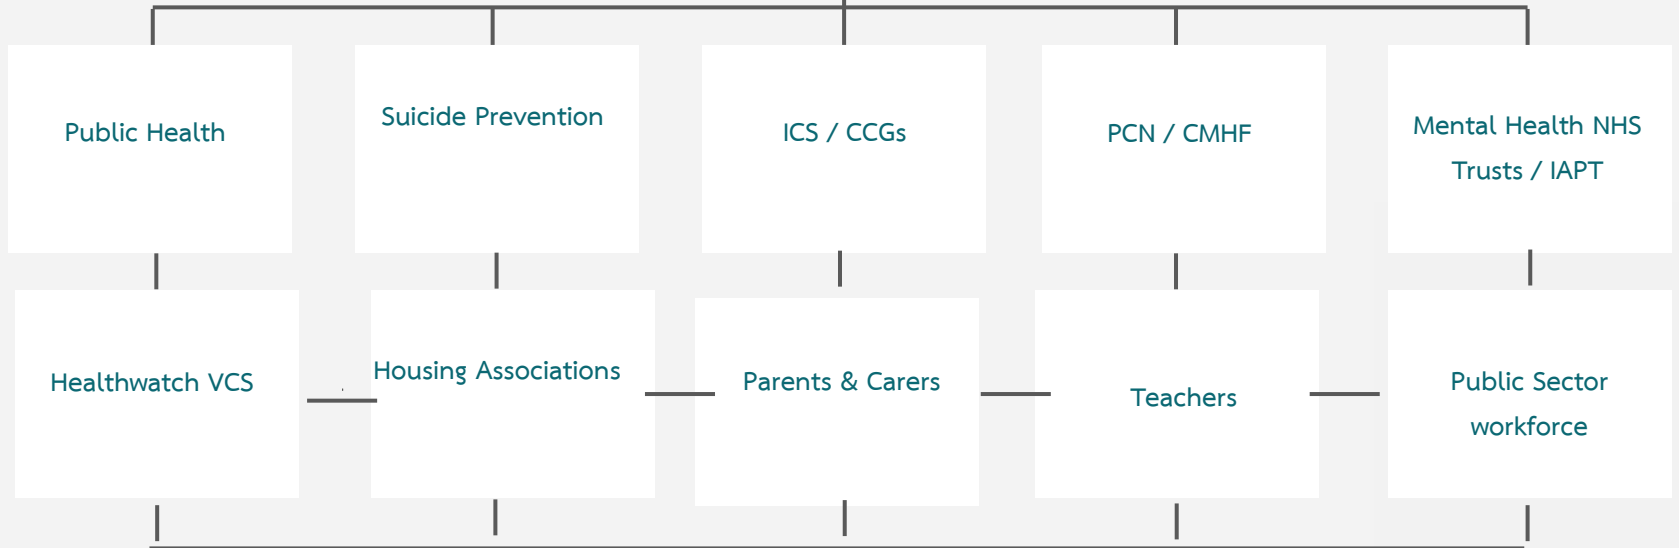 Public Health
Suicide Prevention
ICS / CCGs
PCN / CMHF
Mental Health NHS
Trusts / IAPT
Healthwatch VCS
Housing Associations
Parents & Carers
Teachers
Public Sector
workforce